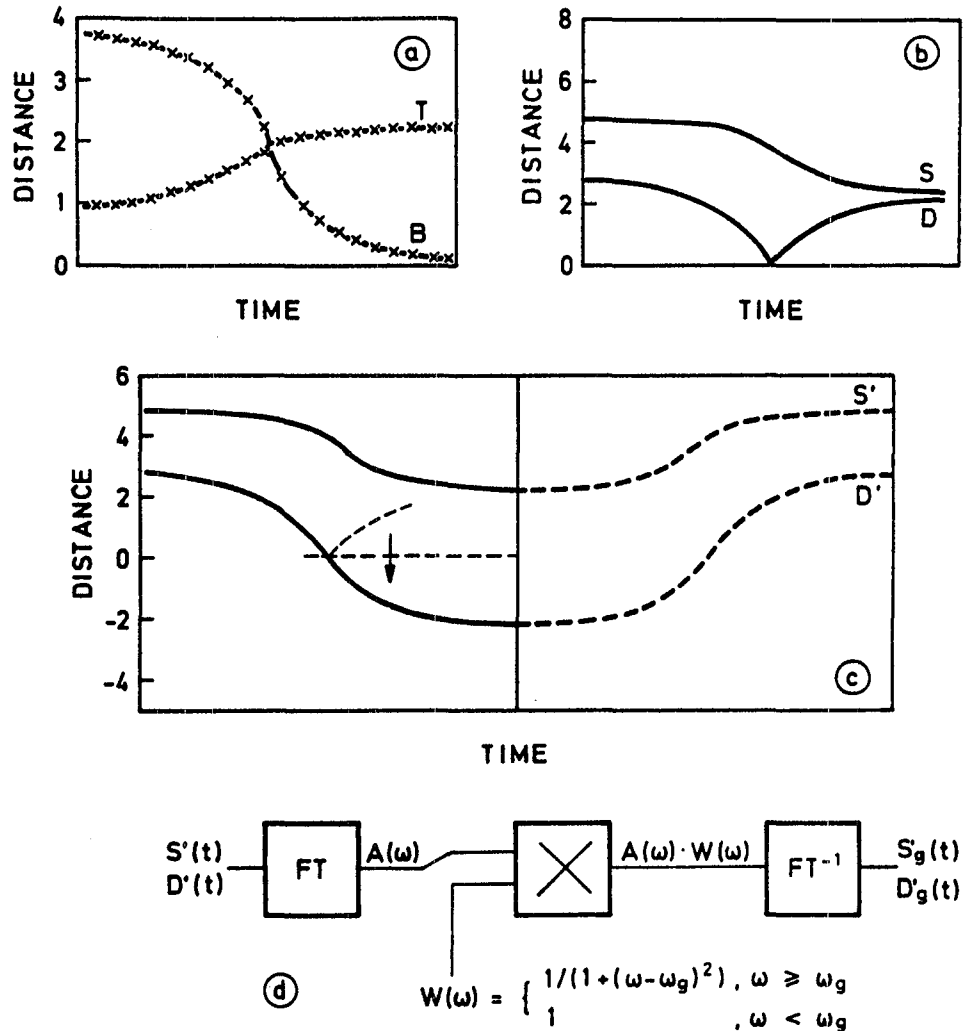 4
3
2
1
0
DISTANCE
TIME
a
T
B
8
6
4
2
0
DISTANCE
TIME
b
S
D
6
4
2
0
-2
-4
DISTANCE
TIME
S'
D'
c
S'(t)
D'(t)
FT
A(ω)
A(ω) · W(ω)
FT⁻¹
S'g(t)
D'g(t)
d
W(ω) = { 1/(1+(ω-ωg)²), ω ≥ ωg
1 , ω < ωg